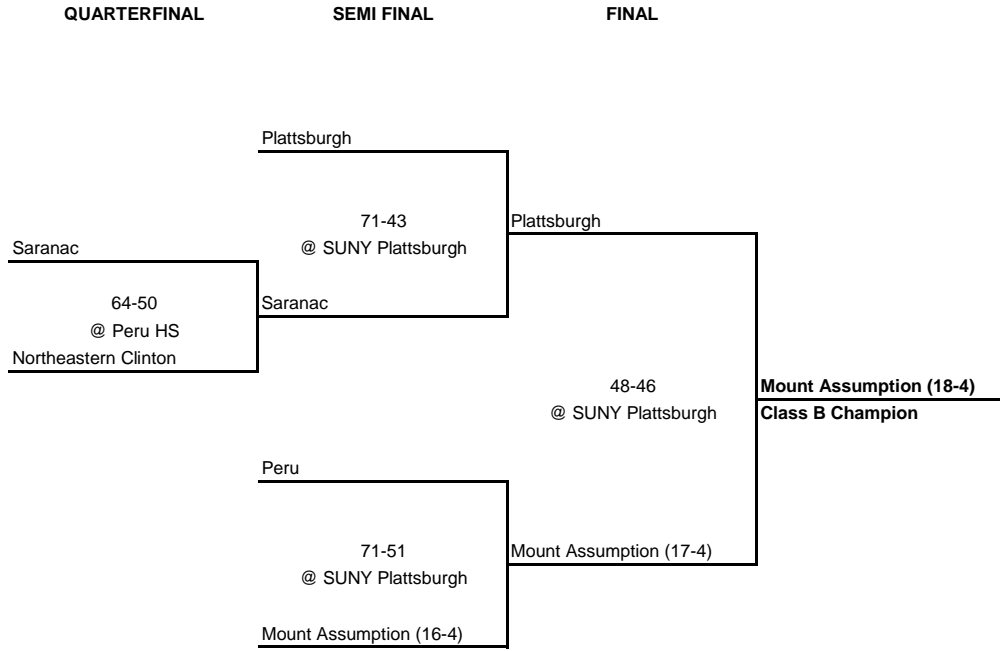 QUARTERFINAL SEMI FINAL FINAL
Plattsburgh
71-43 Plattsburgh
Saranac @ SUNY Plattsburgh
64-50 Saranac
@ Peru HS
Northeastern Clinton
48-46 Mount Assumption (18-4)
@ SUNY Plattsburgh Class B Champion
Peru
71-51 Mount Assumption (17-4)
@ SUNY Plattsburgh
Mount Assumption (16-4)